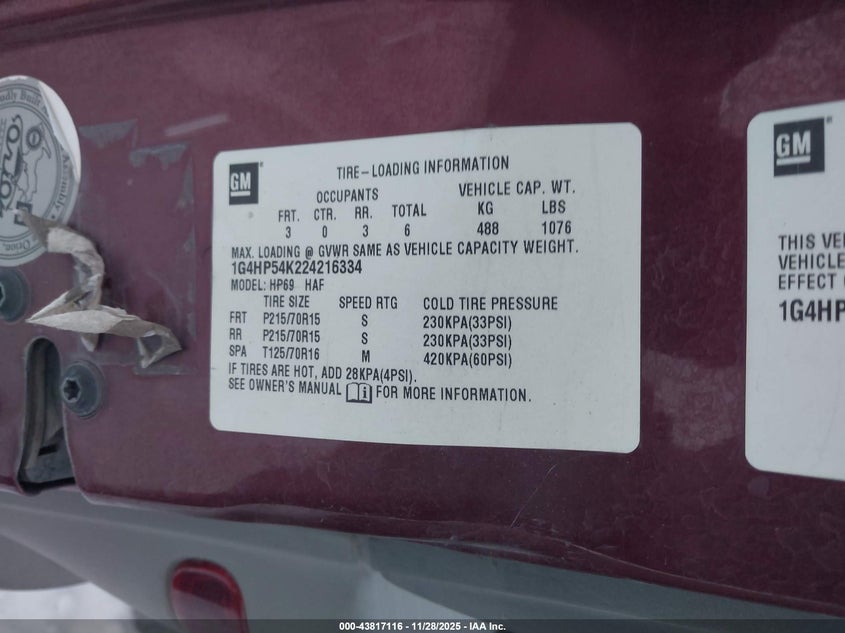 oudly Built
Assembly
Orion,
GM
TIRE-LOADING INFORMATION
OCCUPANTS VEHICLE CAP. WT.
FRT. CTR. RR. TOTAL KG LBS
3 0 3 6 488 1076
MAX. LOADING @ GVWR SAME AS VEHICLE CAPACITY WEIGHT.
1G4HP54K224216334
MODEL: HP69 HAF
TIRE SIZE SPEED RTG COLD TIRE PRESSURE
FRT P215/70R15 S 230KPA(33PSI)
RR P215/70R15 S 230KPA(33PSI)
SPA T125/70R16 M 420KPA(60PSI)
IF TIRES ARE HOT, ADD 28KPA(4PSI).
SEE OWNER'S MANUAL FOR MORE INFORMATION.
GM
THIS VE
VEHICLE
EFFECT
1G4HP
000-43817116 | 11/28/2025 - IAA Inc.